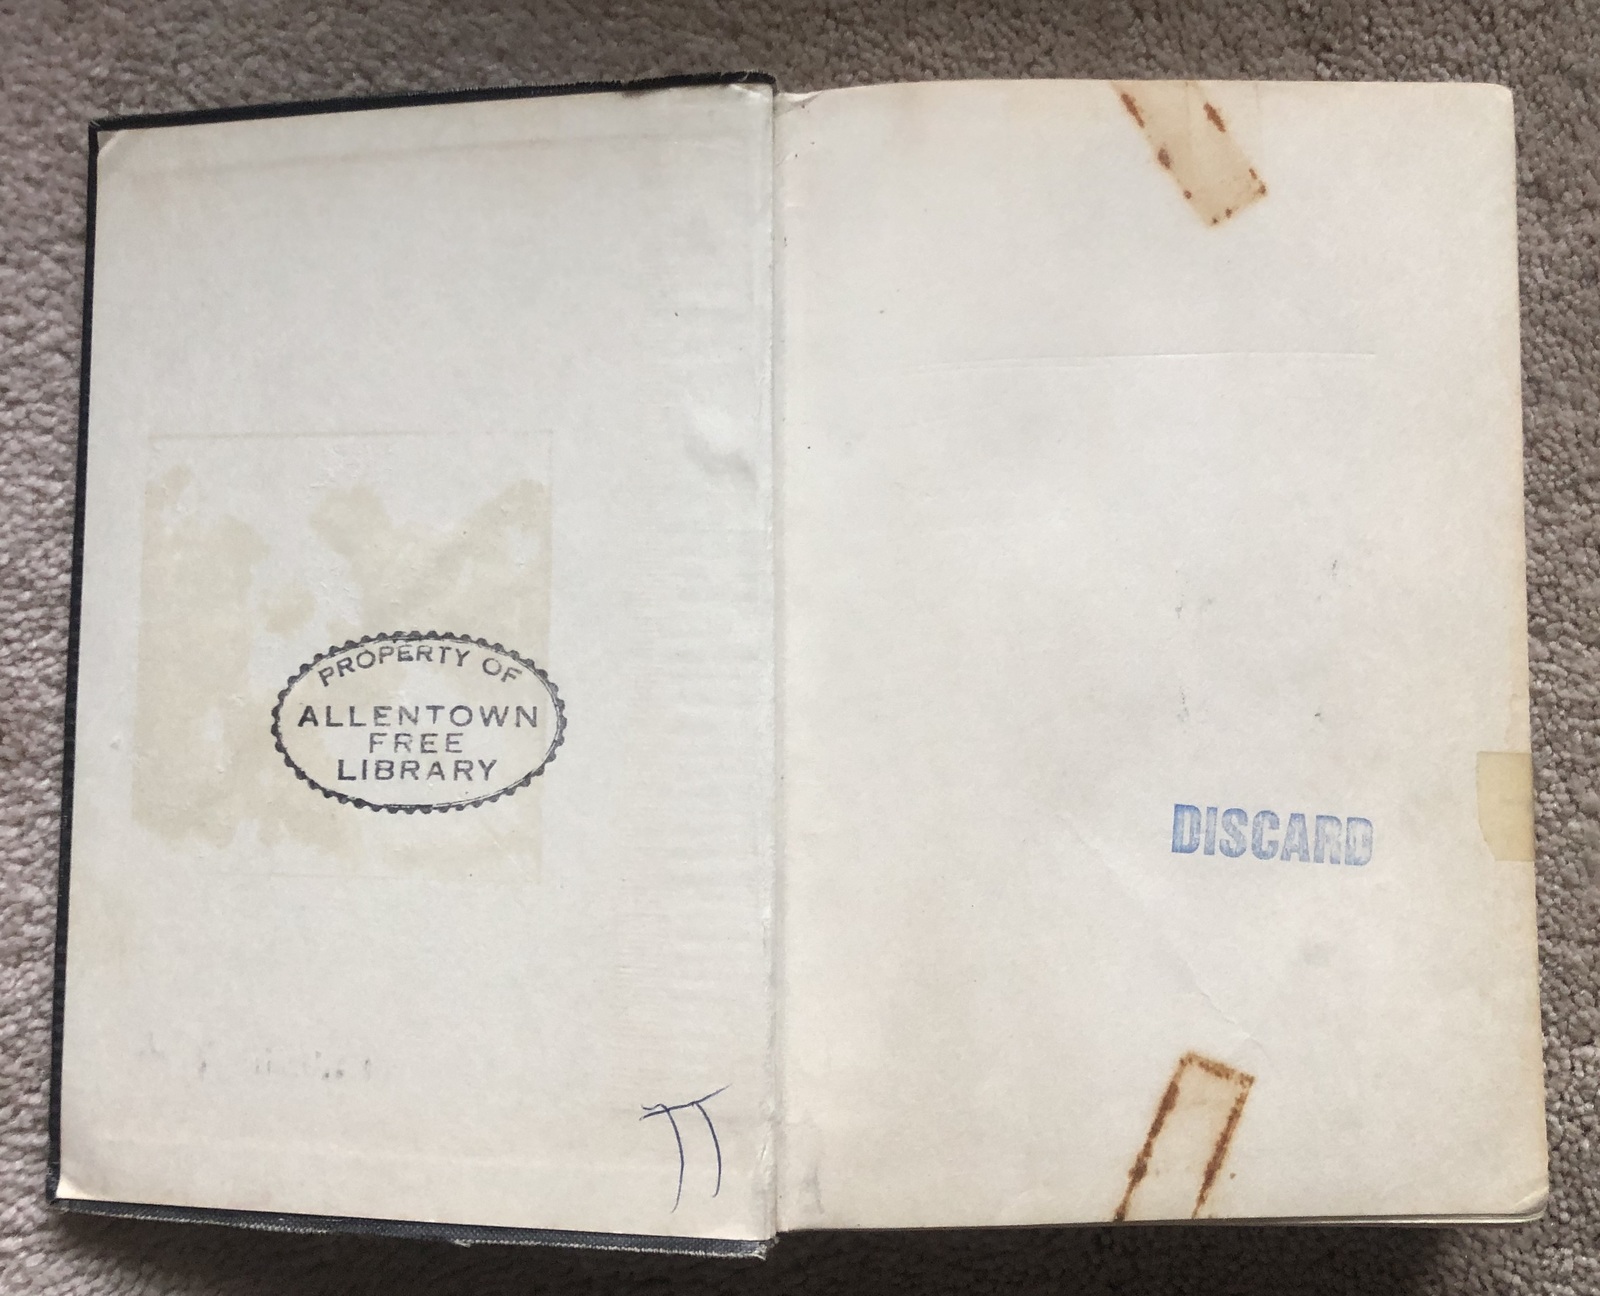 PROPERTY OF
ALLENTOWN
FREE
LIBRARY
DISCARD